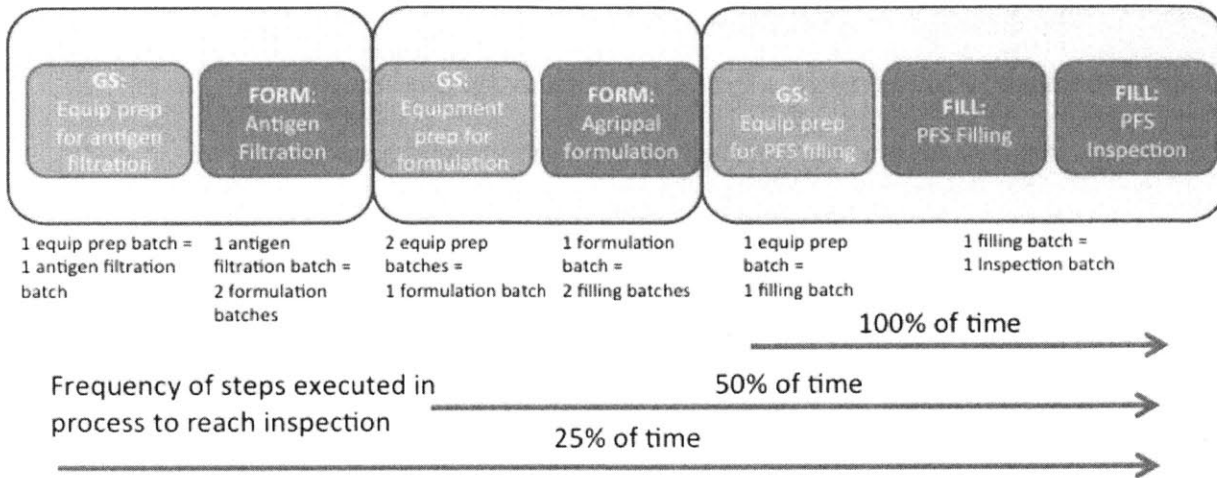 GS:
Equip prep
for antigen
filtration
FORM:
Antigen
Filtration
GS:
Equipment
prep for
formulation
FORM:
Agrippal
formulation
GS:
Equip prep
for PFS filling
FILL:
PFS Filling
FILL:
PFS
Inspection
1 equip prep batch =
1 antigen filtration
batch
1 antigen
filtration batch =
2 formulation
batches
2 equip prep
batches =
1 formulation batch
1 formulation
batch =
2 filling batches
1 equip prep
batch =
1 filling batch
1 filling batch =
1 Inspection batch
100% of time
Frequency of steps executed in
process to reach inspection
50% of time
25% of time